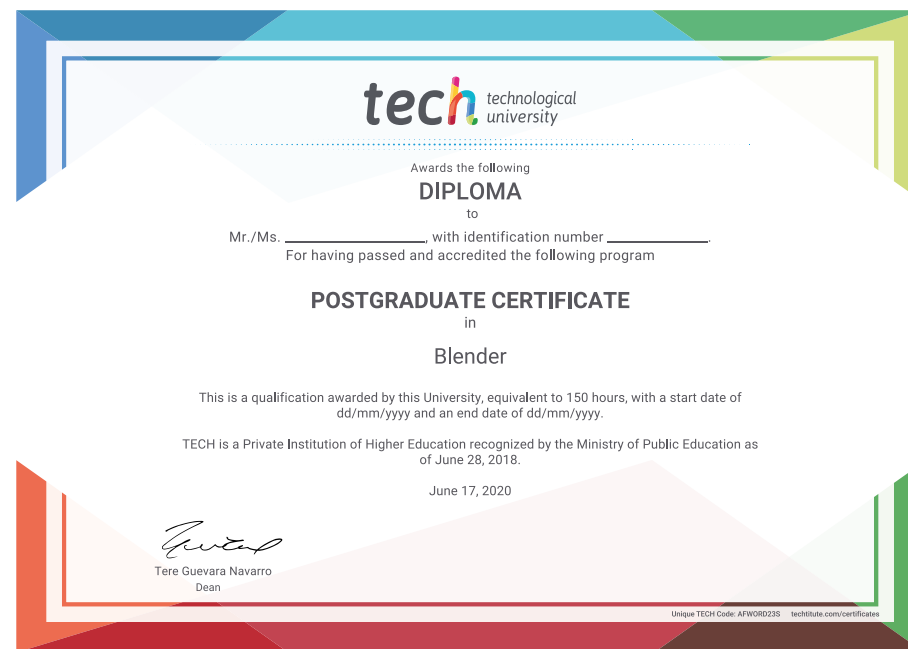 tech technological
university
Awards the following
DIPLOMA
to
Mr./Ms. ____________________, with identification number ______________.
For having passed and accredited the following program
POSTGRADUATE CERTIFICATE
in
Blender
This is a qualification awarded by this University, equivalent to 150 hours, with a start date of
dd/mm/yyyy and an end date of dd/mm/yyyy.
TECH is a Private Institution of Higher Education recognized by the Ministry of Public Education as
of June 28, 2018.
June 17, 2020
Tere Guevara Navarro
Dean
Unique TECH Code: AFWORD23S techtitute.com/certificates